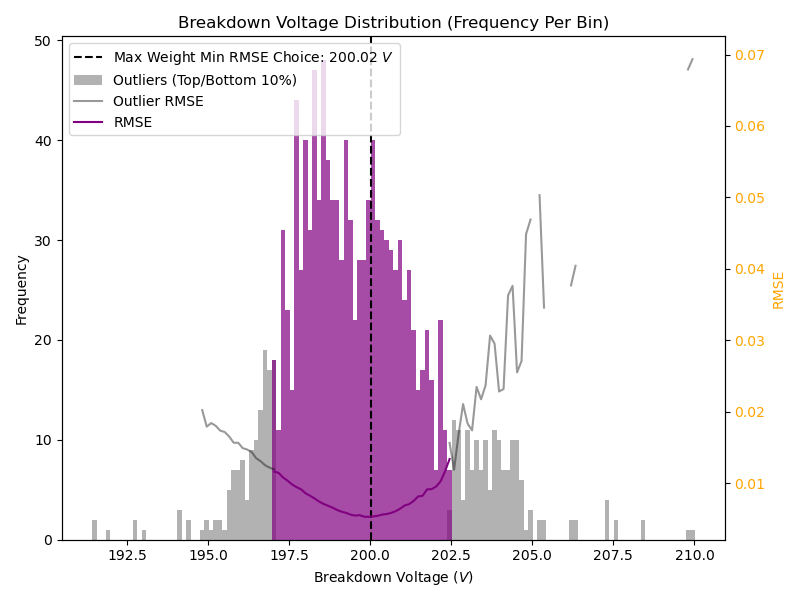 Breakdown Voltage Distribution (Frequency Per Bin)
Max Weight Min RMSE Choice: 200.02 V
Outliers (Top/Bottom 10%)
Outlier RMSE
RMSE
50
40
30
20
10
0
Frequency
0.07
0.06
0.05
0.04
0.03
0.02
0.01
RMSE
192.5 195.0 197.5 200.0 202.5 205.0 207.5 210.0
Breakdown Voltage (V)